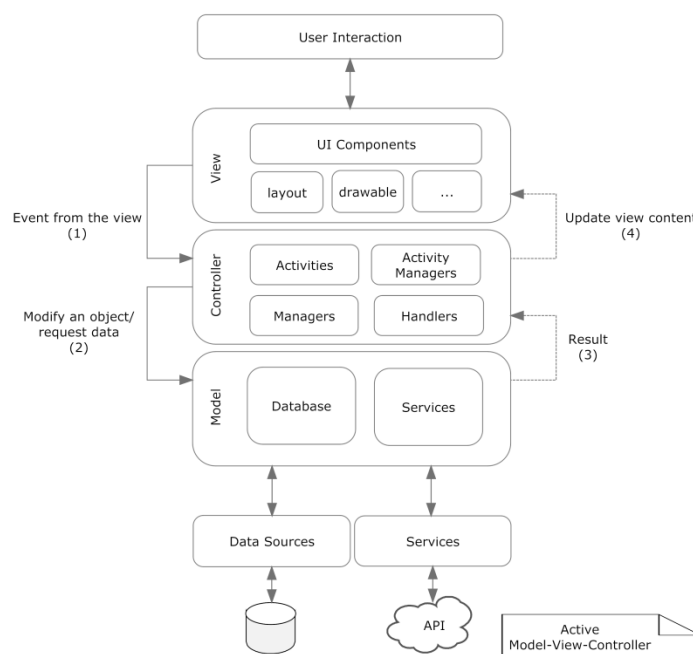 User Interaction
View
UI Components
layout
drawable
...
Event from the view
(1)
Update view content
(4)
Controller
Activities
Activity
Managers
Managers
Handlers
Modify an object/
request data
(2)
Result
(3)
Model
Database
Services
Data Sources
Services
API
Active
Model-View-Controller